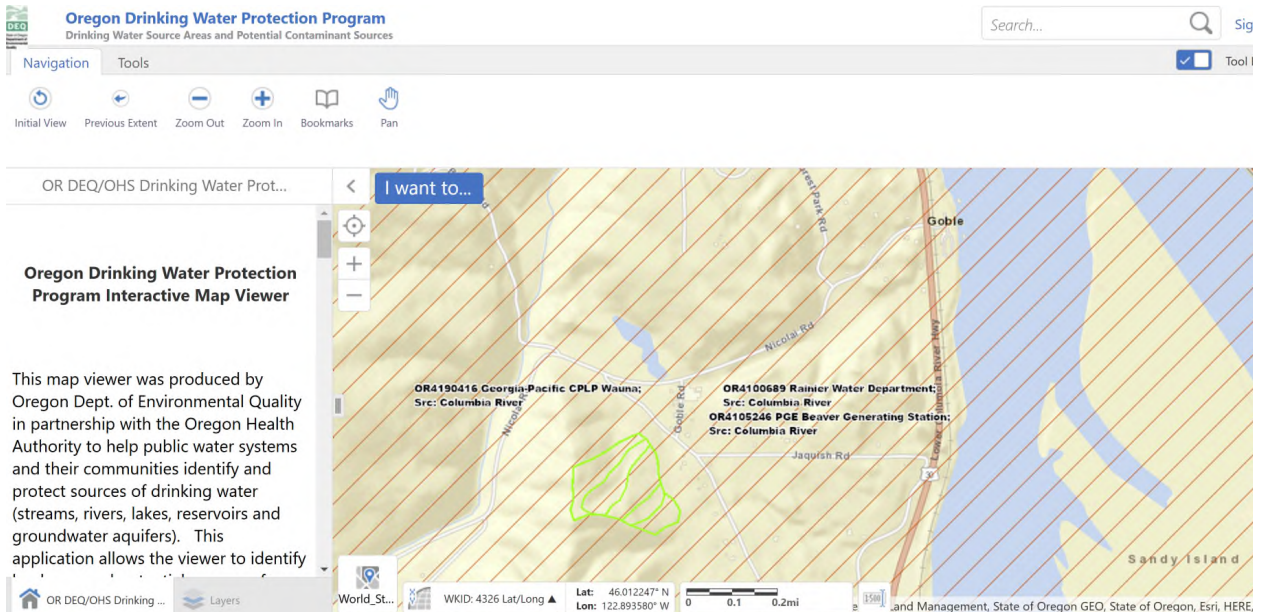 DEQ
Oregon Drinking Water Protection Program
Drinking Water Source Areas and Potential Contaminant Sources
Search...
Sig
Navigation
Tools
Tool
Initial View
Previous Extent
Zoom Out
Zoom In
Bookmarks
Pan
OR DEQ/OHS Drinking Water Prot...
I want to...
Oregon Drinking Water Protection
Program Interactive Map Viewer
This map viewer was produced by
Oregon Dept. of Environmental Quality
in partnership with the Oregon Health
Authority to help public water systems
and their communities identify and
protect sources of drinking water
(streams, rivers, lakes, reservoirs and
groundwater aquifers). This
application allows the viewer to identify
Goble
Nicolai Rd
OR4190416 Georgia-Pacific CPLP Wauna;
Src: Columbia River
OR4100689 Rainier Water Department;
Src: Columbia River
OR4105246 PGE Beaver Generating Station;
Src: Columbia River
Goble Rd
Jaquish Rd
Lower Columbia River Hwy
30
Sandy Island
OR DEQ/OHS Drinking ...
Layers
World_St...
WKID: 4326 Lat/Long ▲
Lat: 46.012247° N
Lon: 122.893580° W
0 0.1 0.2mi
and Management, State of Oregon GEO, State of Oregon, Esri, HERE,